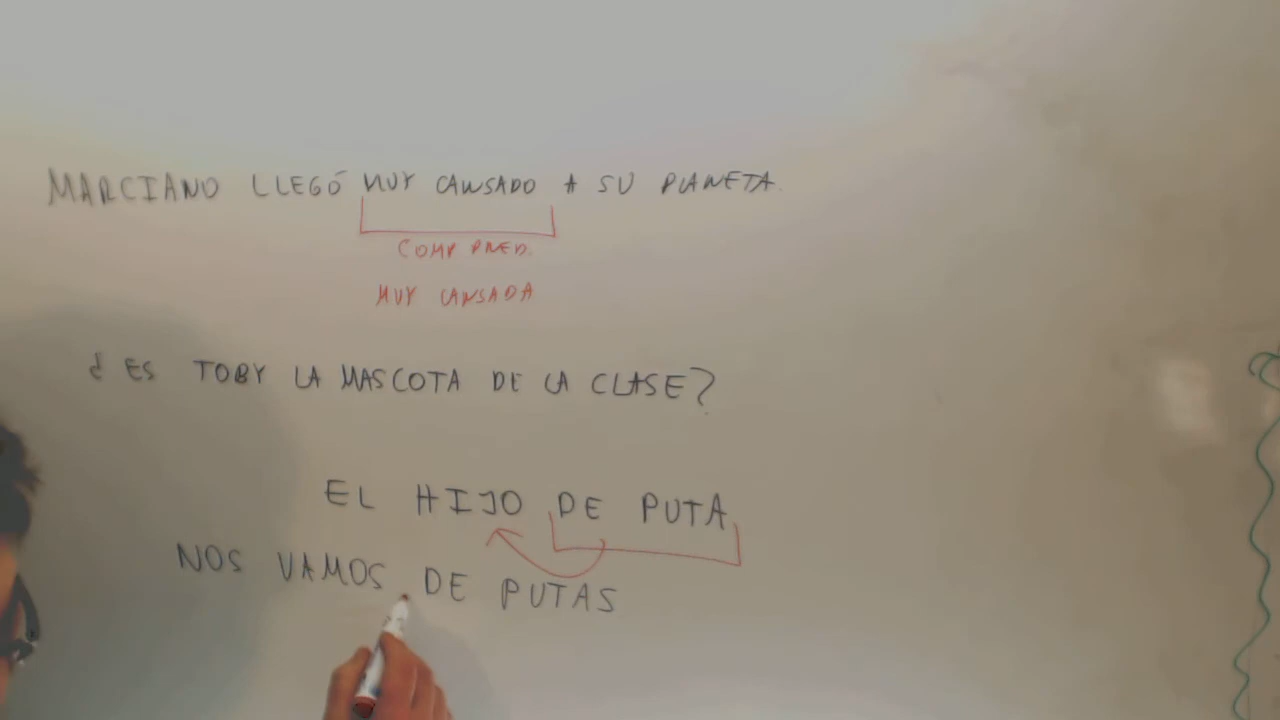 MARCIANO LLEGÓ MUY CANSADO A SU PLANETA.
COMP PRED.
MUY CANSADA
¿ES TOBY LA MASCOTA DE LA CLASE?
EL HIJO DE PUTA
NOS VAMOS DE PUTAS